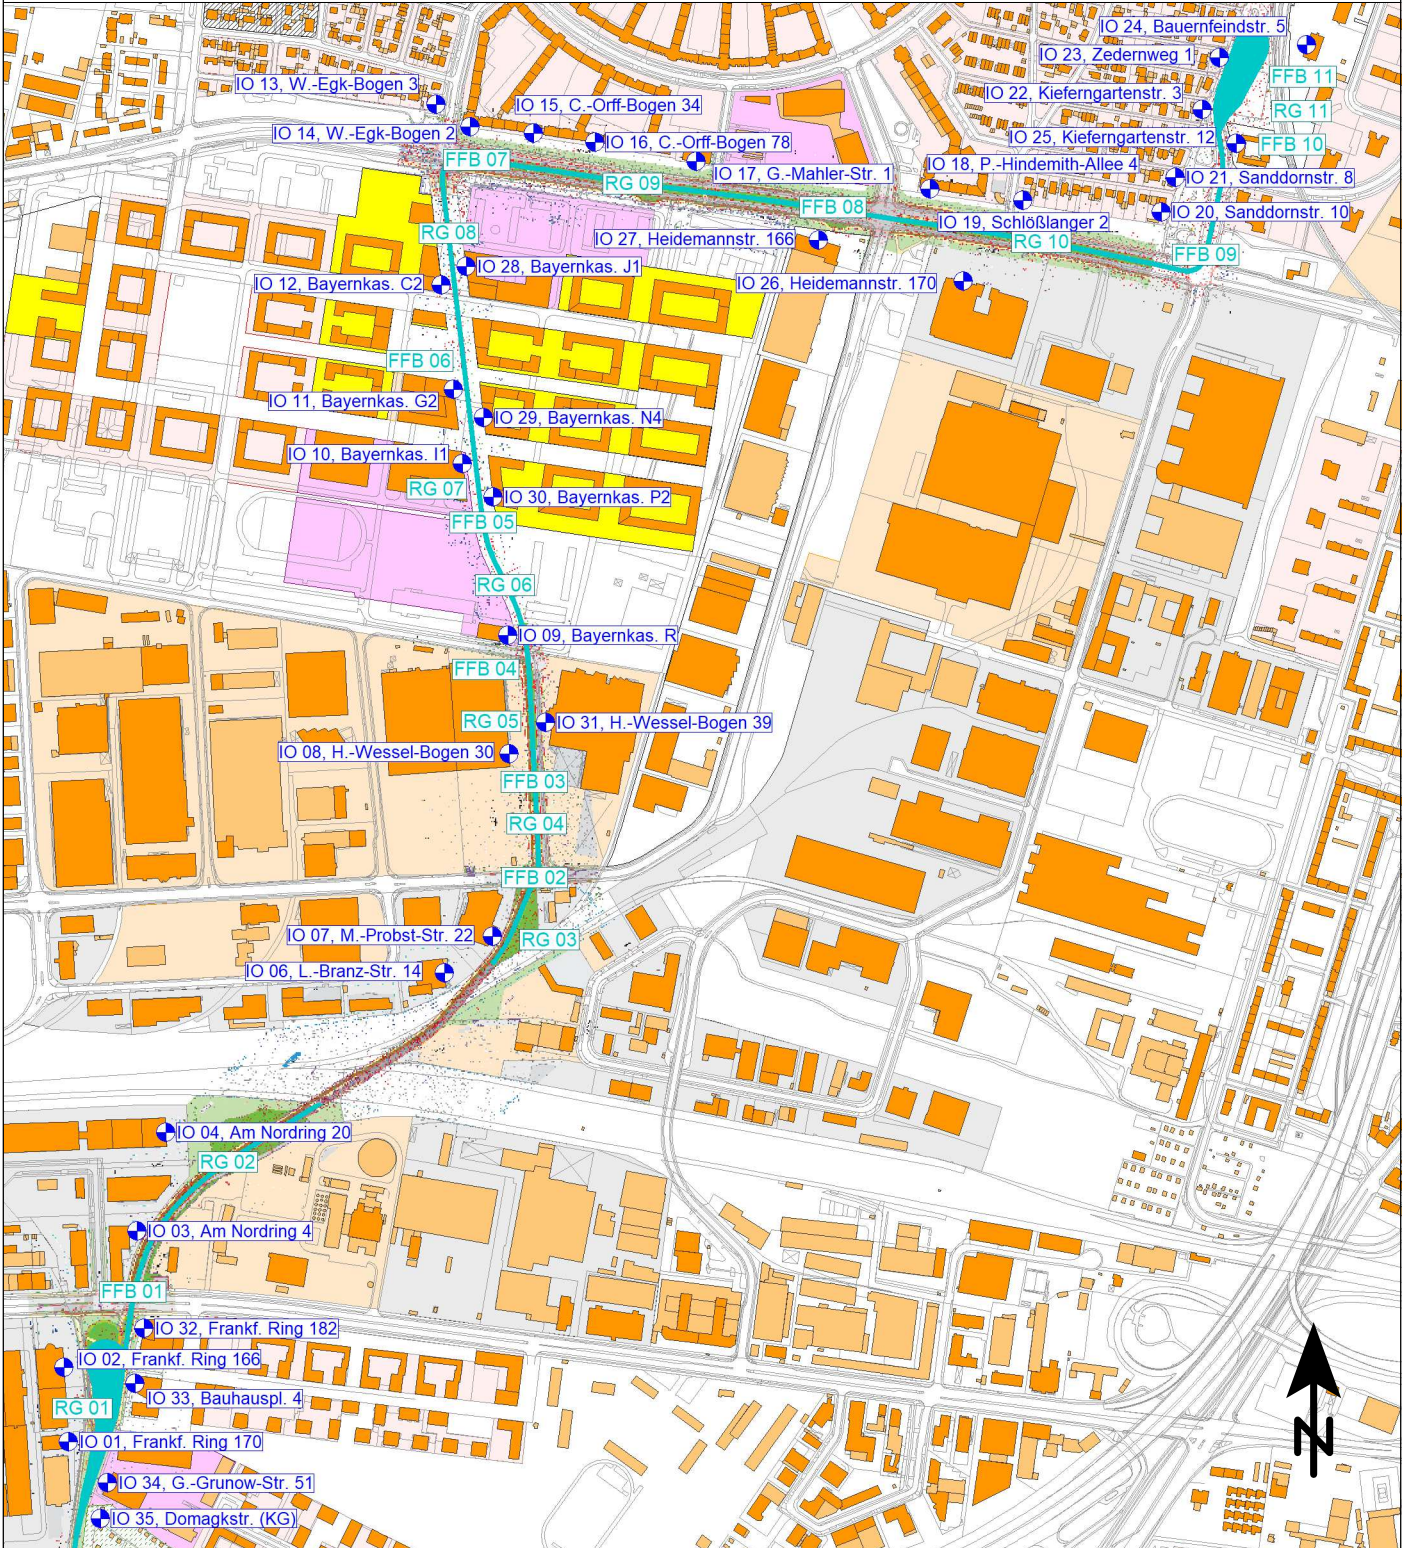 IO 24, Bauernfeindstr. 5
IO 23, Zedernweg 1
FFB 11
IO 13, W.-Egk-Bogen 3
IO 22, Kieferngartenstr. 3
IO 15, C.-Orff-Bogen 34
RG 11
IO 14, W.-Egk-Bogen 2
IO 16, C.-Orff-Bogen 78
IO 25, Kieferngartenstr. 12
FFB 10
FFB 07
IO 18, P.-Hindemith-Allee 4
IO 17, G.-Mahler-Str. 1
IO 21, Sanddornstr. 8
RG 09
FFB 08
IO 20, Sanddornstr. 10
IO 19, Schlößlanger 2
RG 08
IO 27, Heidemannstr. 166
RG 10
FFB 09
IO 28, Bayernkas. J1
IO 12, Bayernkas. C2
IO 26, Heidemannstr. 170
FFB 06
IO 11, Bayernkas. G2
IO 29, Bayernkas. N4
IO 10, Bayernkas. I1
RG 07
IO 30, Bayernkas. P2
FFB 05
RG 06
IO 09, Bayernkas. R
FFB 04
RG 05
IO 31, H.-Wessel-Bogen 39
IO 08, H.-Wessel-Bogen 30
FFB 03
RG 04
FFB 02
IO 07, M.-Probst-Str. 22
RG 03
IO 06, L.-Branz-Str. 14
IO 04, Am Nordring 20
RG 02
IO 03, Am Nordring 4
FFB 01
IO 32, Frankf. Ring 182
IO 02, Frankf. Ring 166
IO 33, Bauhauspl. 4
RG 01
IO 01, Frankf. Ring 170
N
IO 34, G.-Grunow-Str. 51
IO 35, Domagkstr. (KG)